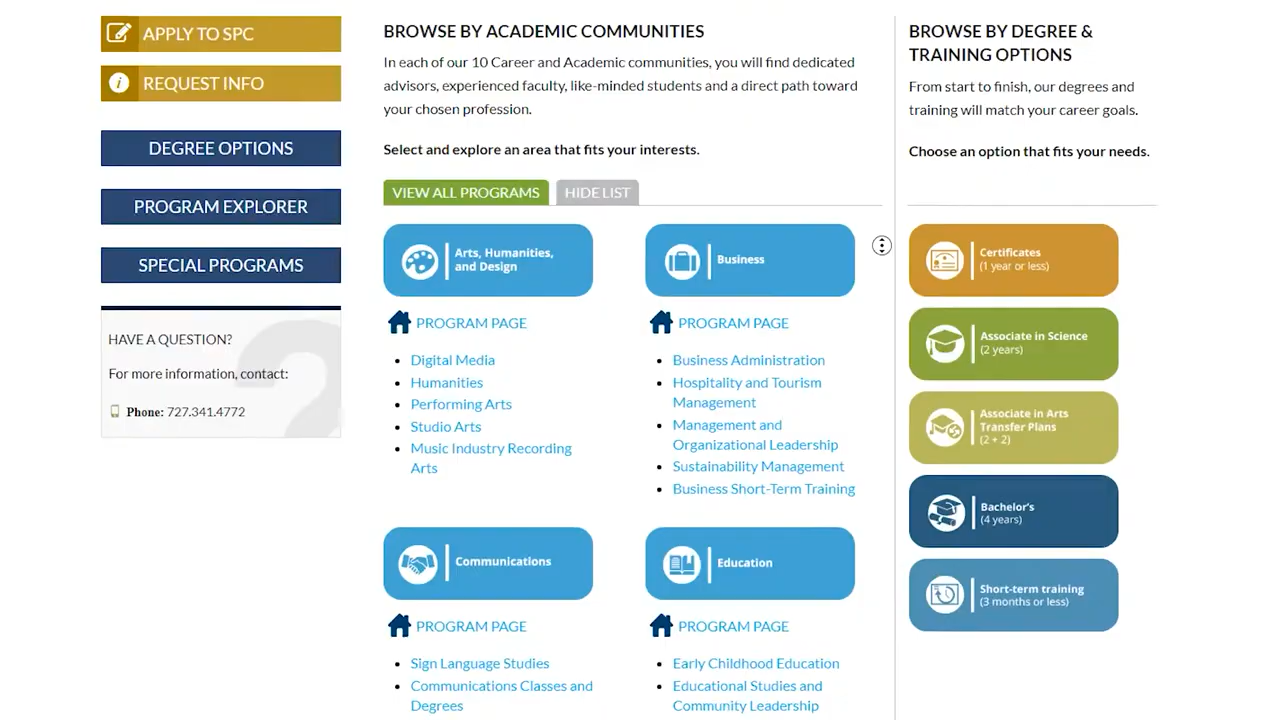 APPLY TO SPC
REQUEST INFO
DEGREE OPTIONS
PROGRAM EXPLORER
SPECIAL PROGRAMS
HAVE A QUESTION?
For more information, contact:
Phone: 727.341.4772
BROWSE BY ACADEMIC COMMUNITIES
In each of our 10 Career and Academic communities, you will find dedicated
advisors, experienced faculty, like-minded students and a direct path toward
your chosen profession.
Select and explore an area that fits your interests.
VIEW ALL PROGRAMS
HIDE LIST
Arts, Humanities,
and Design
PROGRAM PAGE
Digital Media
Humanities
Performing Arts
Studio Arts
Music Industry Recording
Arts
Business
PROGRAM PAGE
Business Administration
Hospitality and Tourism
Management
Management and
Organizational Leadership
Sustainability Management
Business Short-Term Training
Communications
PROGRAM PAGE
Sign Language Studies
Communications Classes and
Degrees
Education
PROGRAM PAGE
Early Childhood Education
Educational Studies and
Community Leadership
BROWSE BY DEGREE &
TRAINING OPTIONS
From start to finish, our degrees and
training will match your career goals.
Choose an option that fits your needs.
Certificates
(1 year or less)
Associate in Science
(2 years)
Associate in Arts
Transfer Plans
(2 + 2)
Bachelor's
(4 years)
Short-term training
(3 months or less)